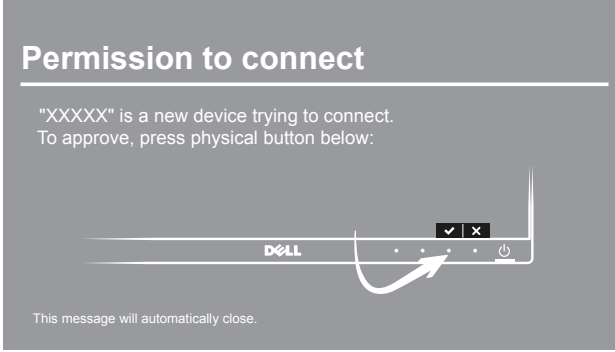 Permission to connect
"XXXXX" is a new device trying to connect.
To approve, press physical button below:
DELL
This message will automatically close.